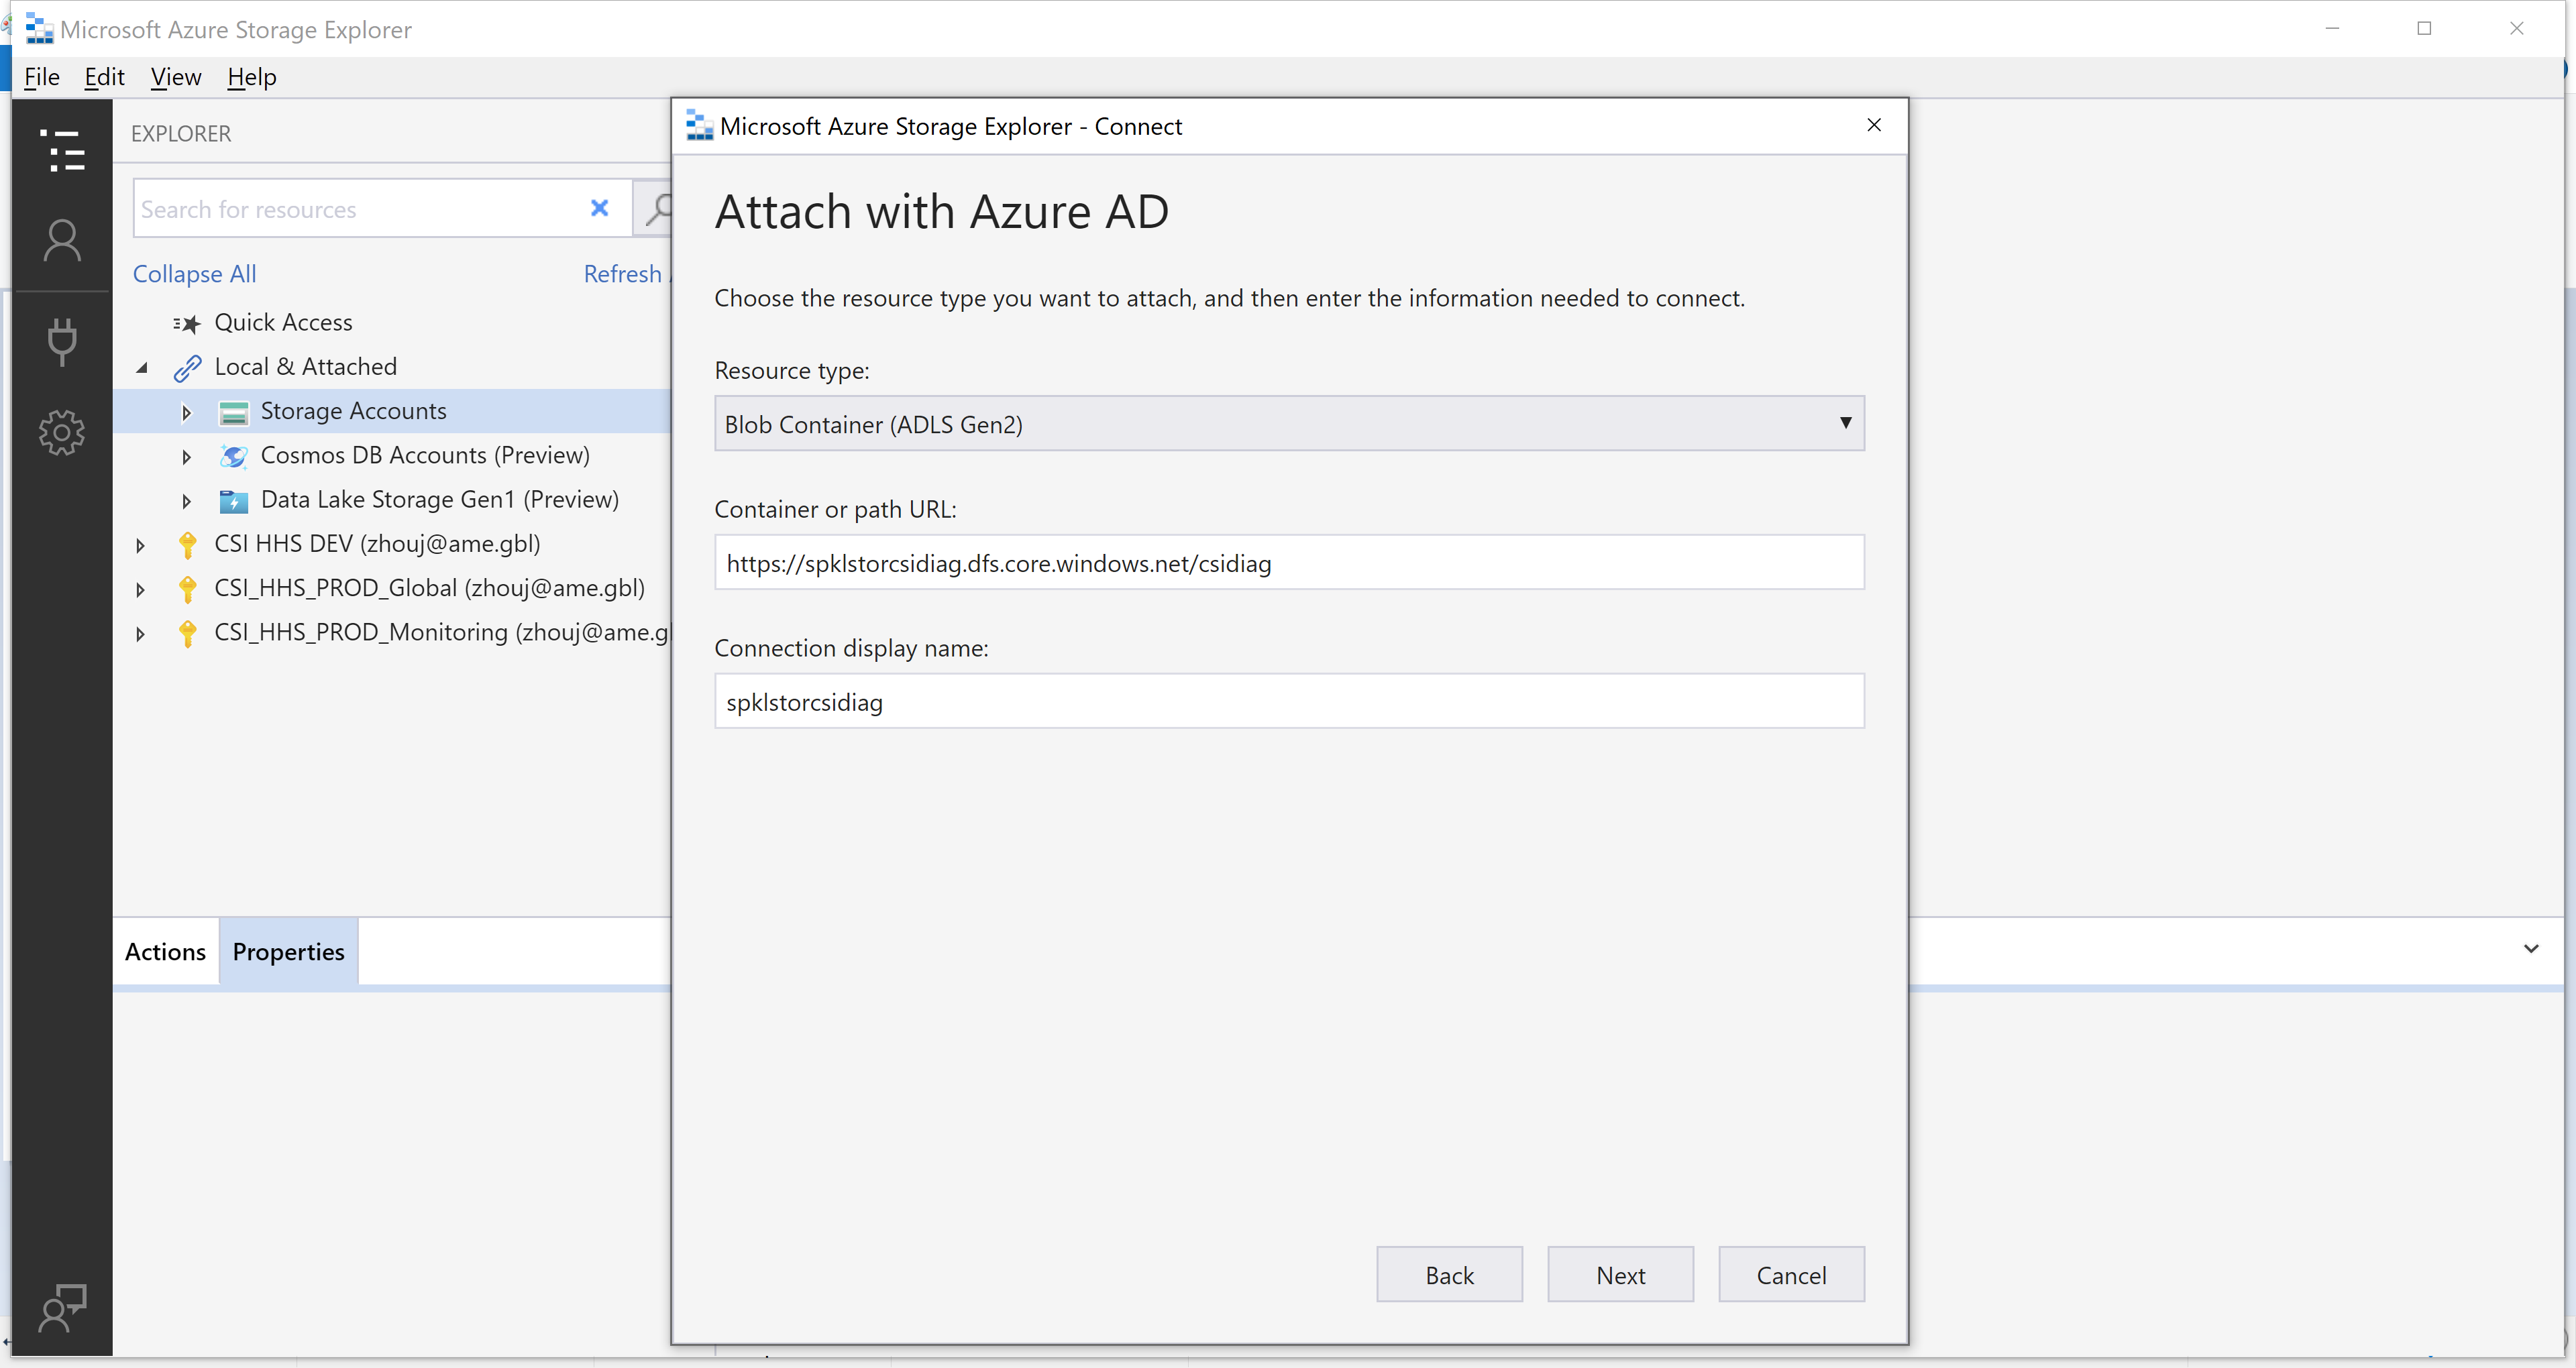 Microsoft Azure Storage Explorer
File Edit View Help
EXPLORER
Search for resources
Collapse All
Refresh
Quick Access
Local & Attached
Storage Accounts
Cosmos DB Accounts (Preview)
Data Lake Storage Gen1 (Preview)
CSI HHS DEV (zhouj@ame.gbl)
CSI_HHS_PROD_Global (zhouj@ame.gbl)
CSI_HHS_PROD_Monitoring (zhouj@ame.g
Actions
Properties
Microsoft Azure Storage Explorer - Connect
Attach with Azure AD
Choose the resource type you want to attach, and then enter the information needed to connect.
Resource type:
Blob Container (ADLS Gen2)
Container or path URL:
https://spklstorcsidiag.dfs.core.windows.net/csidiag
Connection display name:
spklstorcsidiag
Back
Next
Cancel